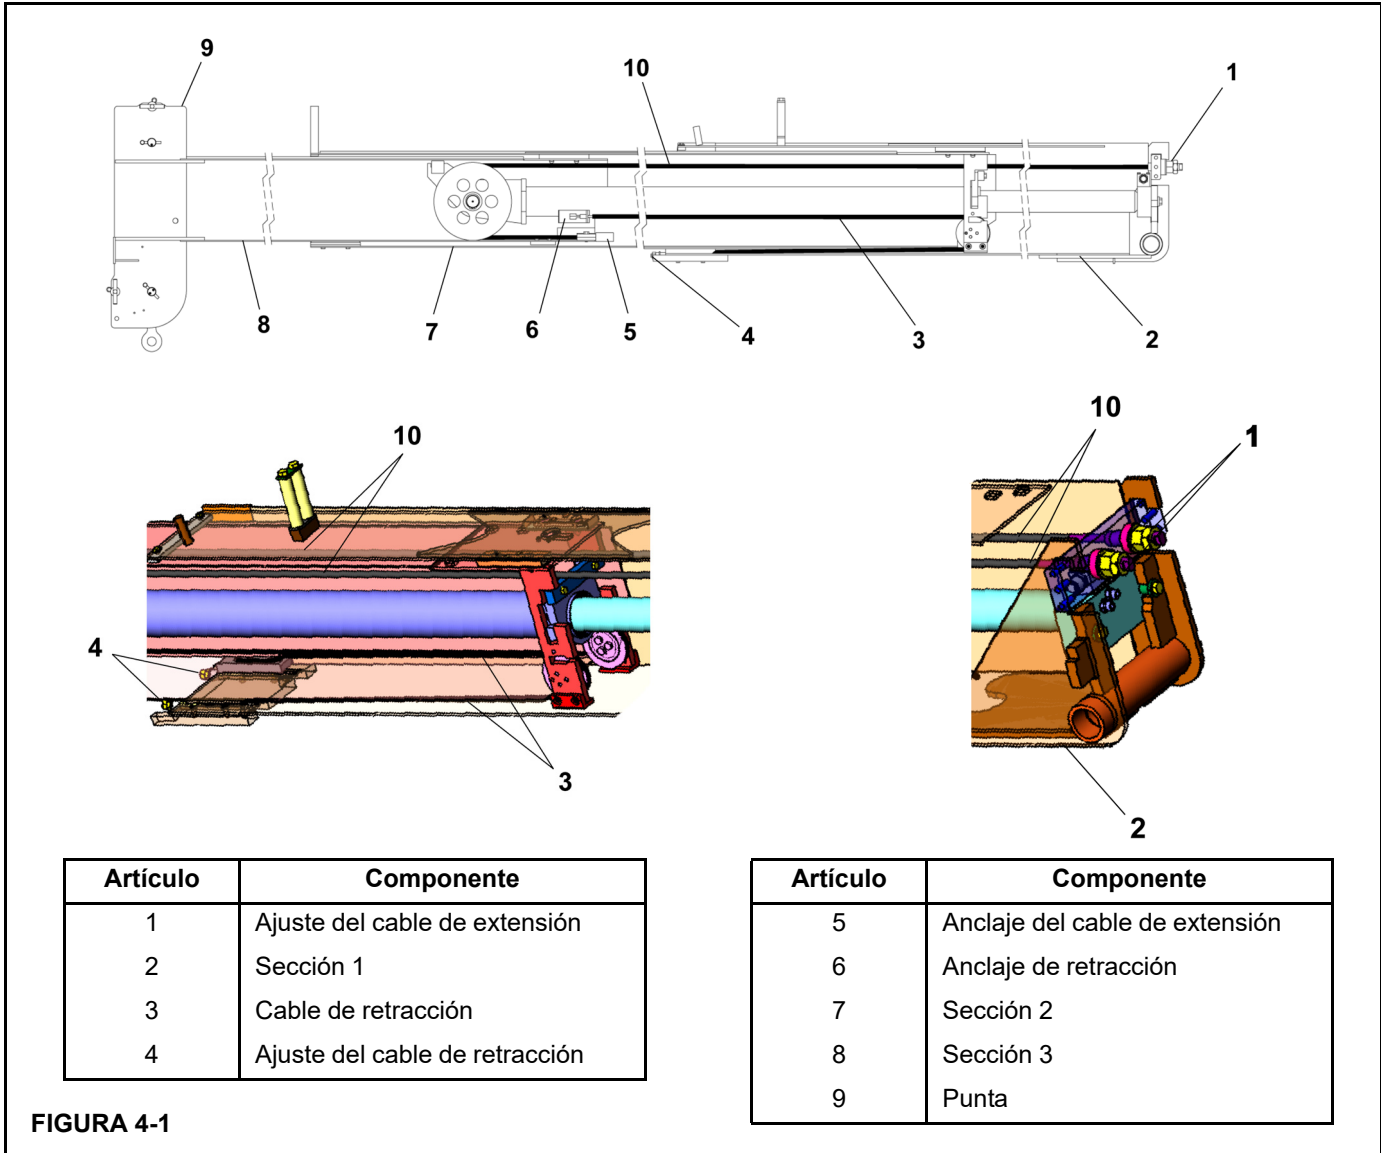 9
10
1
8
7
6
5
4
3
2
10
4
3
10
1
2
Artículo Componente
1 Ajuste del cable de extensión
2 Sección 1
3 Cable de retracción
4 Ajuste del cable de retracción
Artículo Componente
5 Anclaje del cable de extensión
6 Anclaje de retracción
7 Sección 2
8 Sección 3
9 Punta
FIGURA 4-1